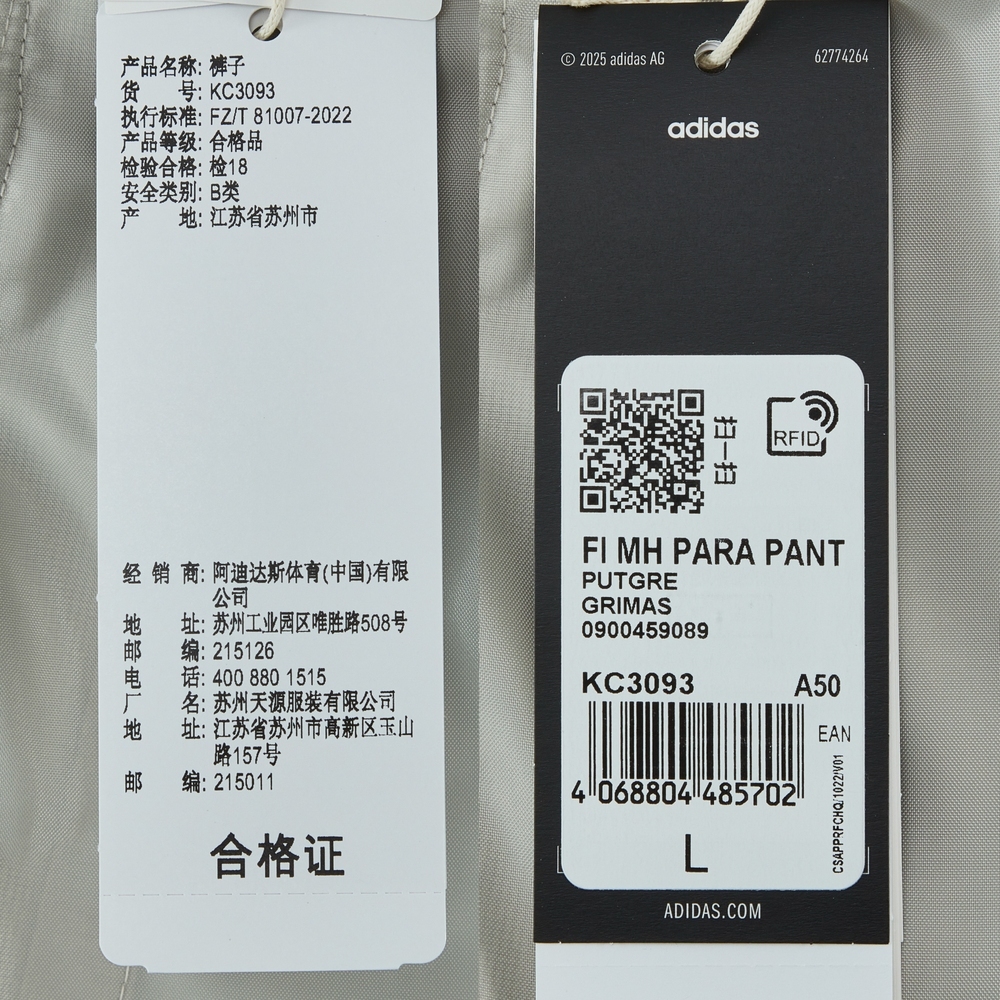 产品名称: 裤子
货 号: KC3093
执行标准: FZ/T 81007-2022
产品等级: 合格品
检验合格: 检18
安全类别: B类
产 地: 江苏省苏州市
经 销 商: 阿迪达斯体育(中国)有限
公司
地 址: 苏州工业园区唯胜路508号
邮 编: 215126
电 话: 400 880 1515
厂 名: 苏州天源服装有限公司
地 址: 江苏省苏州市高新区玉山
路157号
邮 编: 215011
合格证
© 2025 adidas AG
62774264
adidas
扫一扫
RFID
FI MH PARA PANT
PUTGRE
GRIMAS
0900459089
KC3093 A50
EAN
4 068804 485702
CSAPPRFCHQ/1022/V01
L
ADIDAS.COM